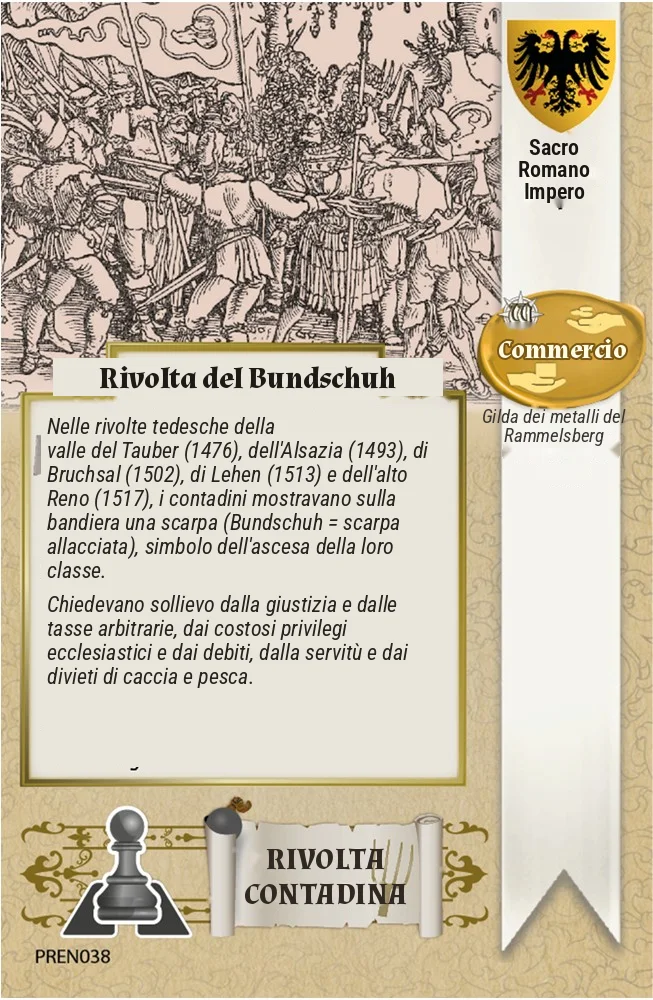 Sacro
Romano
Impero
Commercio
Gilda dei metalli del
Rammelsberg
Rivolta del Bundschuh
Nelle rivolte tedesche della
valle del Tauber (1476), dell'Alsazia (1493), di
Bruchsal (1502), di Lehen (1513) e dell'alto
Reno (1517), i contadini mostravano sulla
bandiera una scarpa (Bundschuh = scarpa
allacciata), simbolo dell'ascesa della loro
classe.
Chiedevano sollievo dalla giustizia e dalle
tasse arbitrarie, dai costosi privilegi
ecclesiastici e dai debiti, dalla servitù e dai
divieti di caccia e pesca.
RIVOLTA
CONTADINA
PREN038